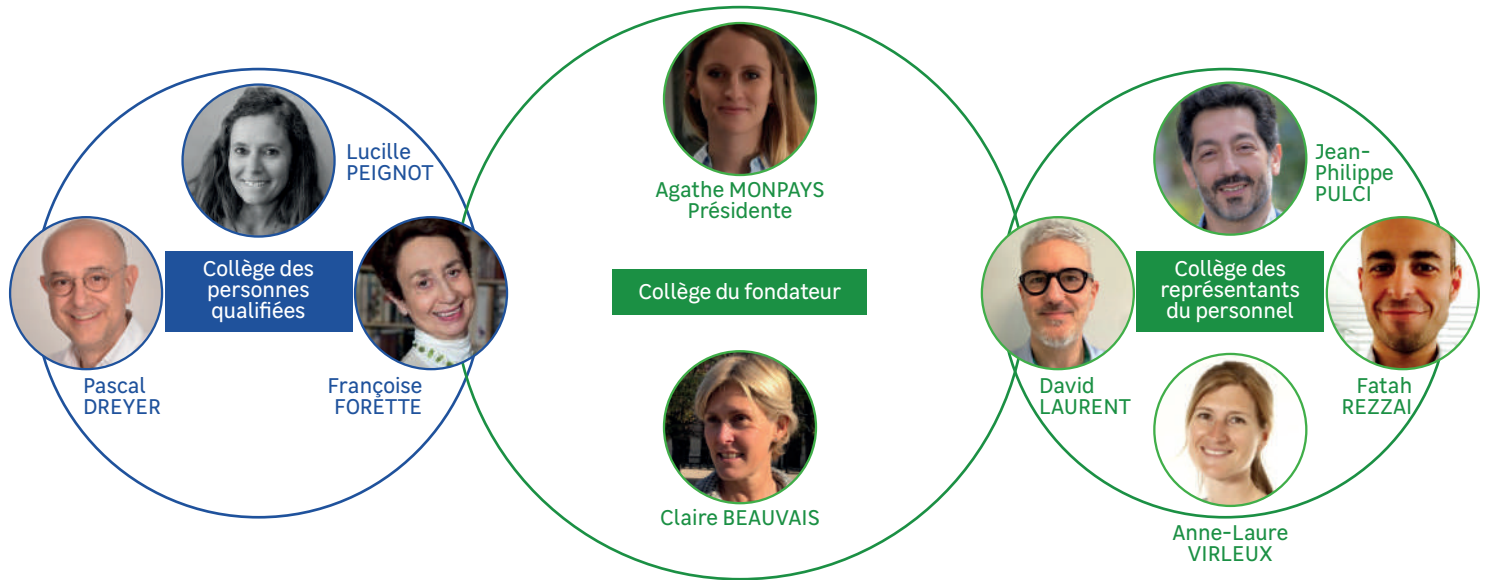 Lucille
PEIGNOT
Collège des
personnes
qualifiées
Pascal
DREYER
Françoise
FORETTE
Agathe MONPAYS
Présidente
Collège du fondateur
Claire BEAUVAIS
Jean-
Philippe
PULCI
Collège des
représentants
du personnel
David
LAURENT
Fatah
REZZAI
Anne-Laure
VIRLEUX